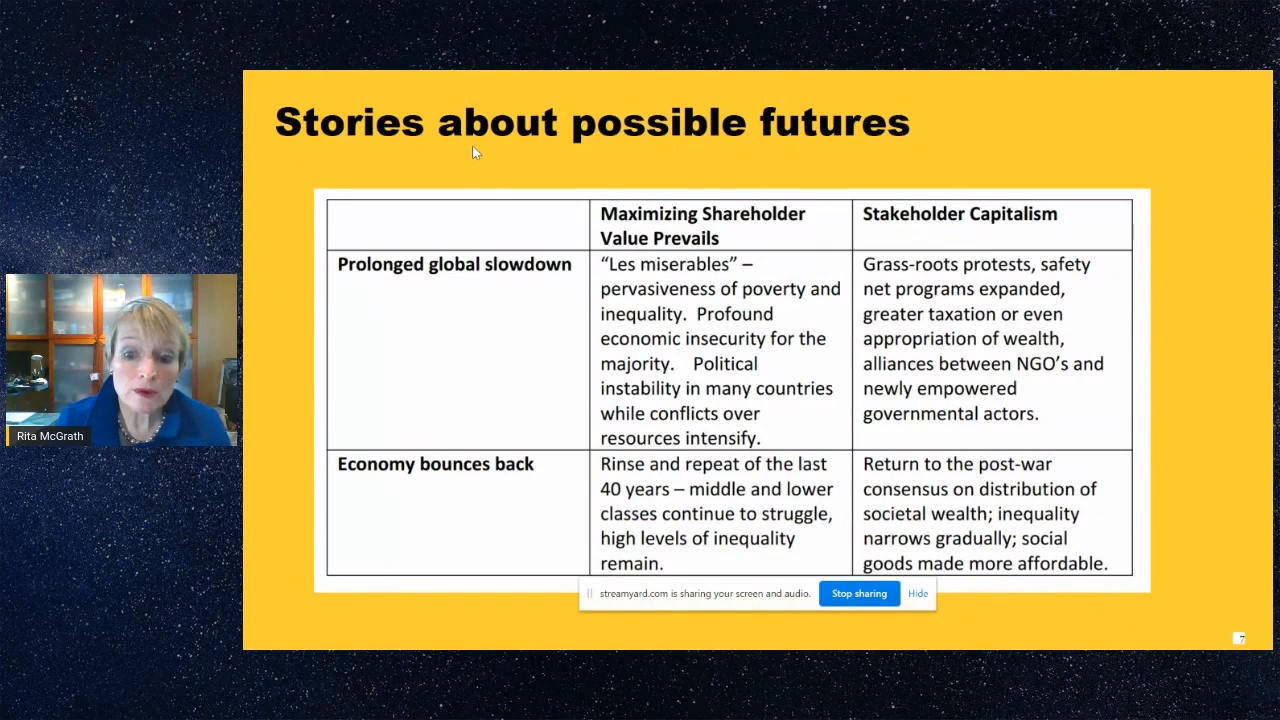 Stories about possible futures
Maximizing Shareholder
Value Prevails
Stakeholder Capitalism
Prolonged global slowdown
“Les miserables” –
pervasiveness of poverty and
inequality.  Profound
economic insecurity for the
majority.    Political
instability in many countries
while conflicts over
resources intensify.
Grass-roots protests, safety
net programs expanded,
greater taxation or even
appropriation of wealth,
alliances between NGO’s and
newly empowered
governmental actors.
Economy bounces back
Rinse and repeat of the last
40 years – middle and lower
classes continue to struggle,
high levels of inequality
remain.
Return to the post-war
consensus on distribution of
societal wealth; inequality
narrows gradually; social
goods made more affordable.
streamyard.com is sharing your screen and audio.
Stop sharing
Hide
Rita McGrath
7